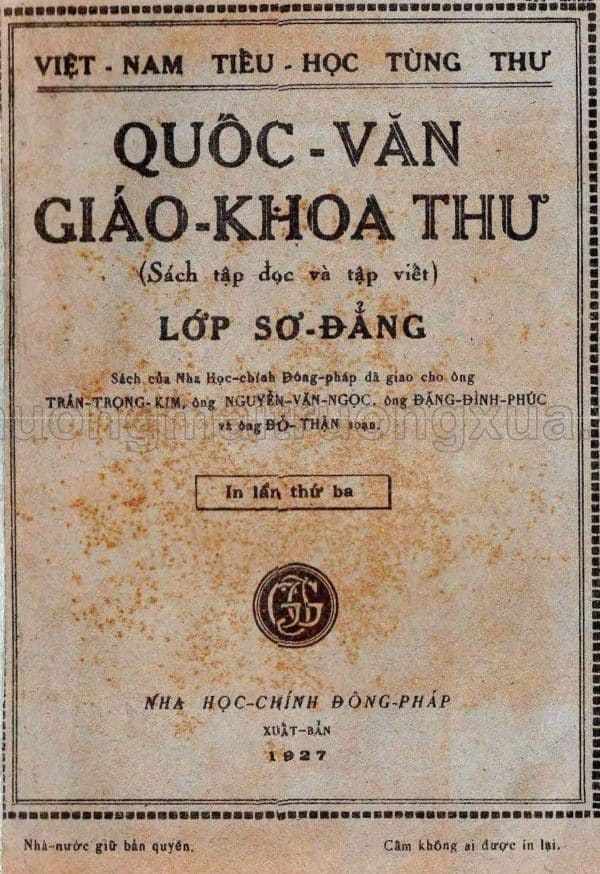 VIỆT - NAM TIỂU - HỌC TÙNG THƯ
QUỐC - VĂN
GIÁO - KHOA THƯ
(Sách tập đọc và tập viết)
LỚP SƠ-ĐẲNG
Sách của Nha Học-chính Đông-pháp đã giao cho ông
TRẦN-TRỌNG-KIM, ông NGUYỄN-VĂN-NGỌC, ông ĐẶNG-ĐÌNH-PHÚC
và ông ĐỖ-THẬN soạn.
In lần thứ ba
NHA HỌC-CHÍNH ĐÔNG-PHÁP
XUẤT-BẢN
1927
Nhà-nước giữ bản quyền.
Cấm không ai được in lại.